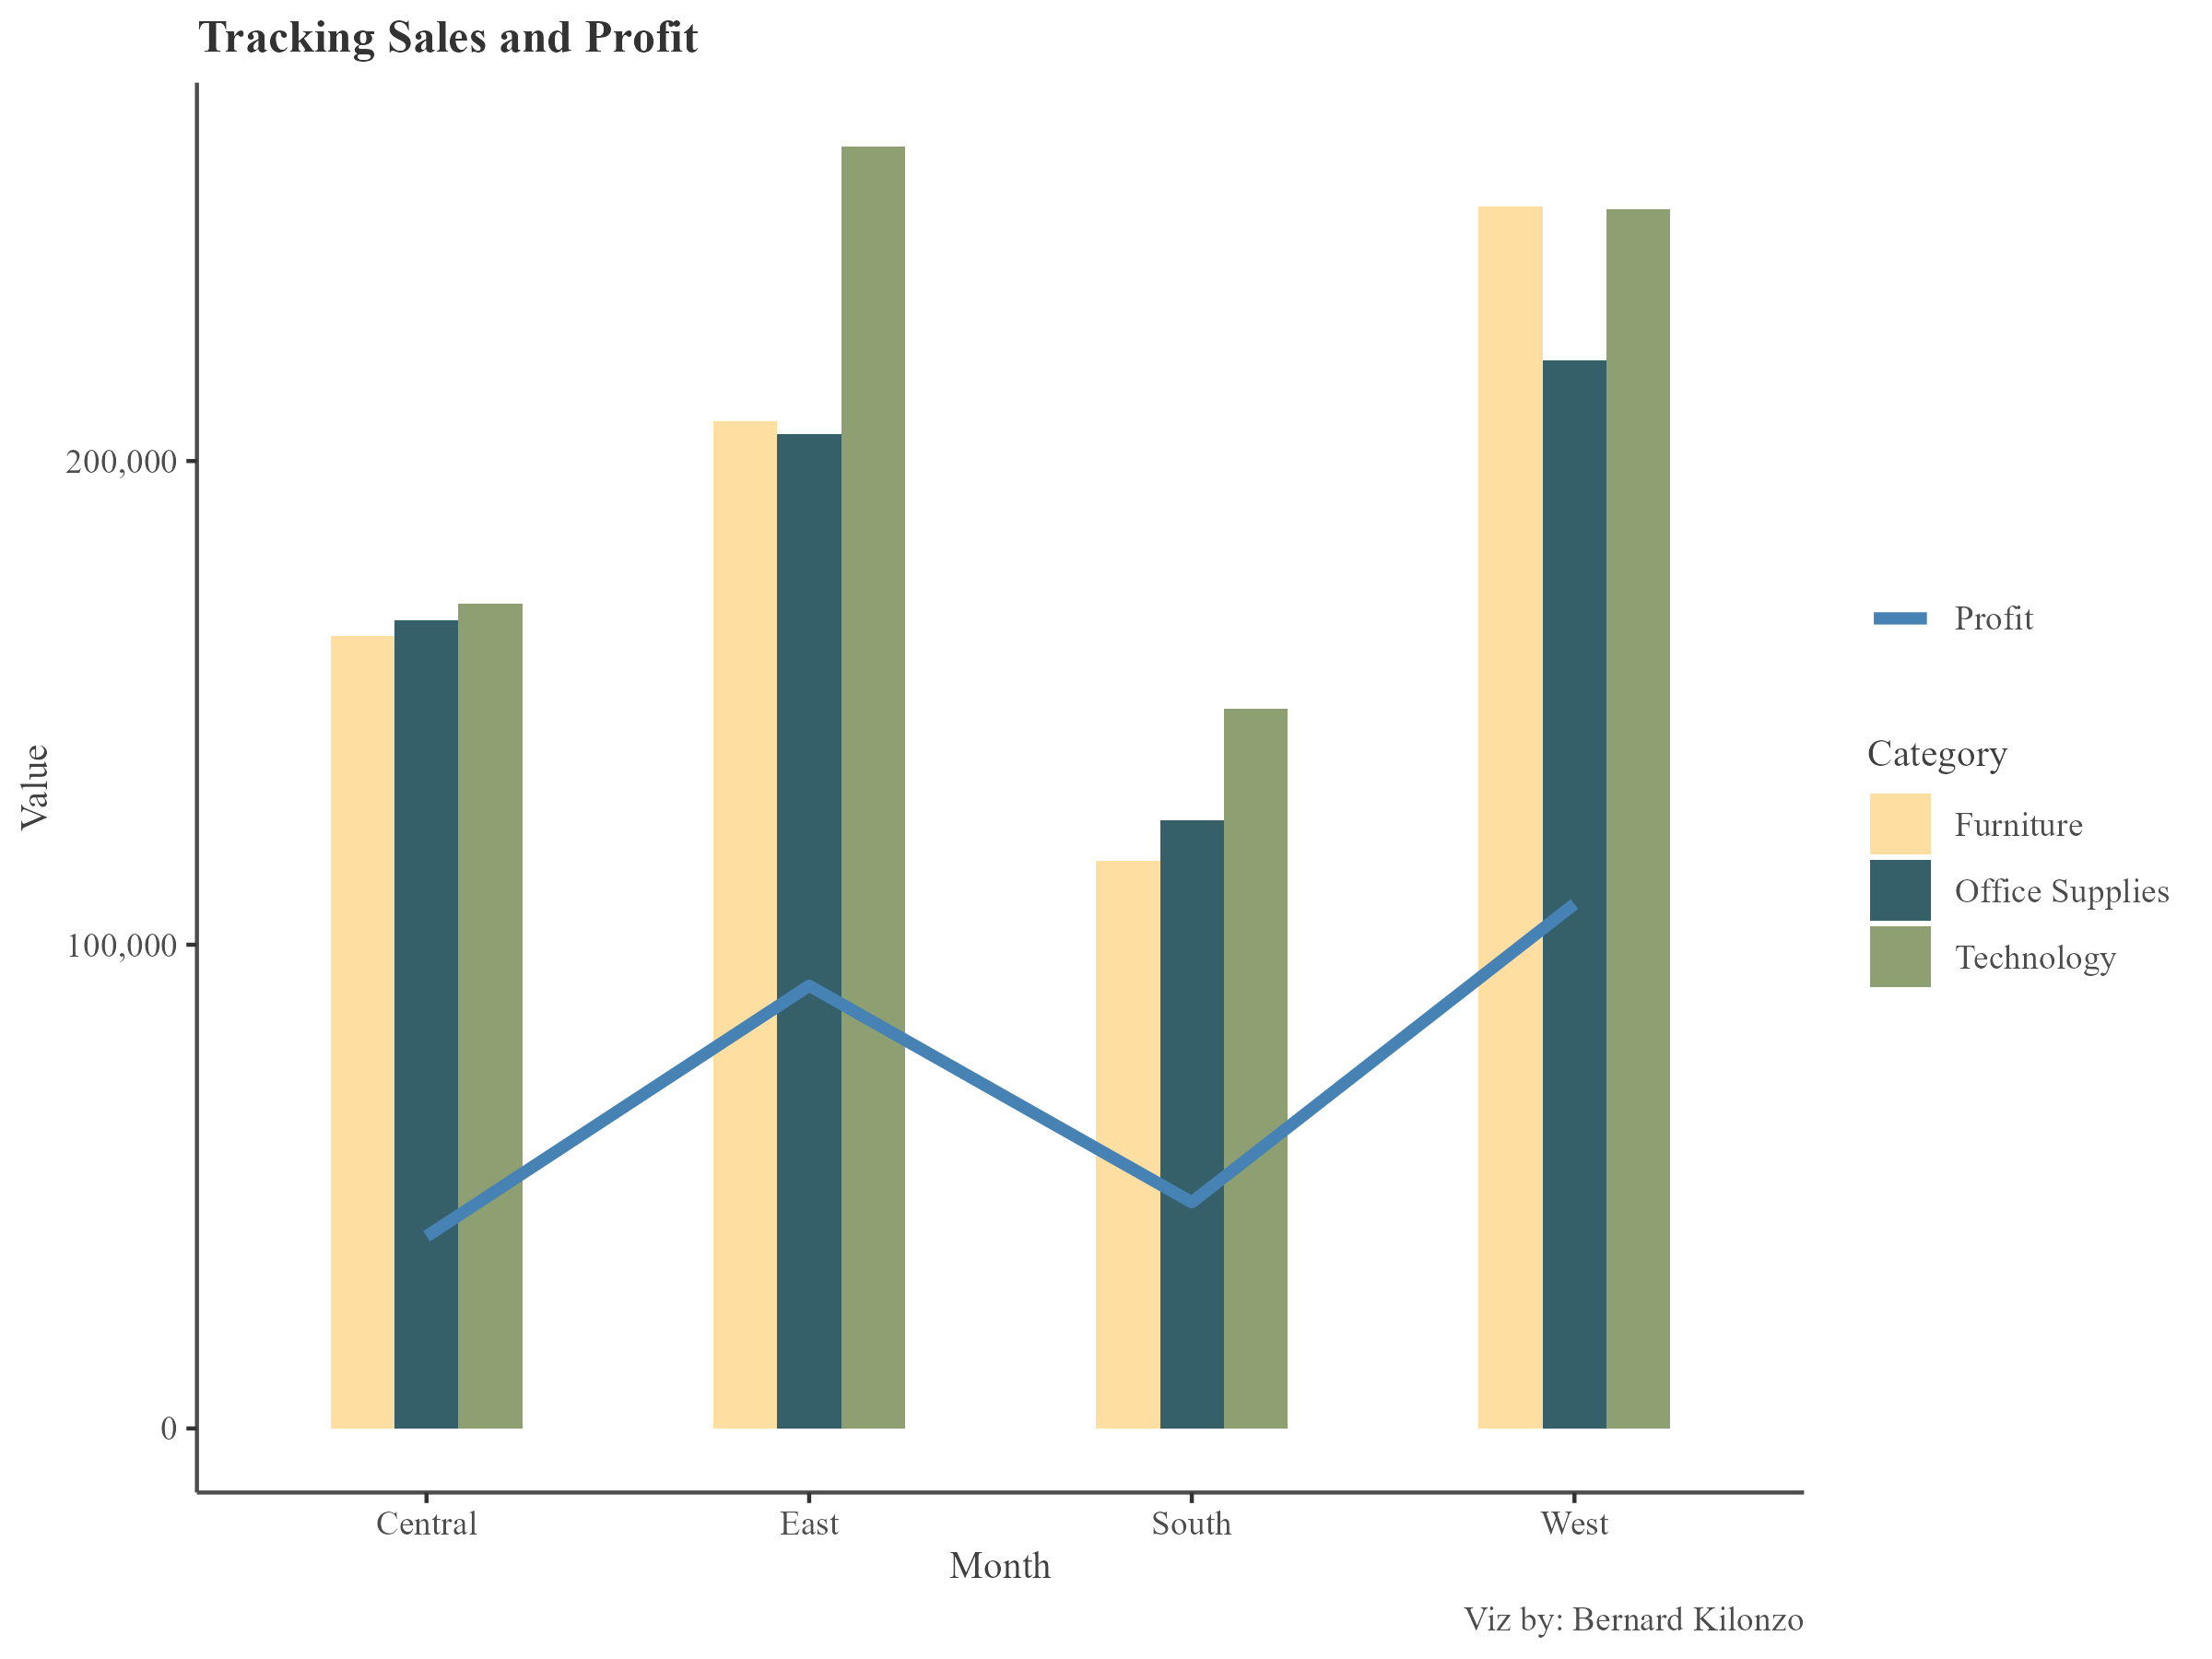 Tracking Sales and Profit
Value
200,000
100,000
0
Central
East
South
West
Month
Profit
Category
Furniture
Office Supplies
Technology
Viz by: Bernard Kilonzo